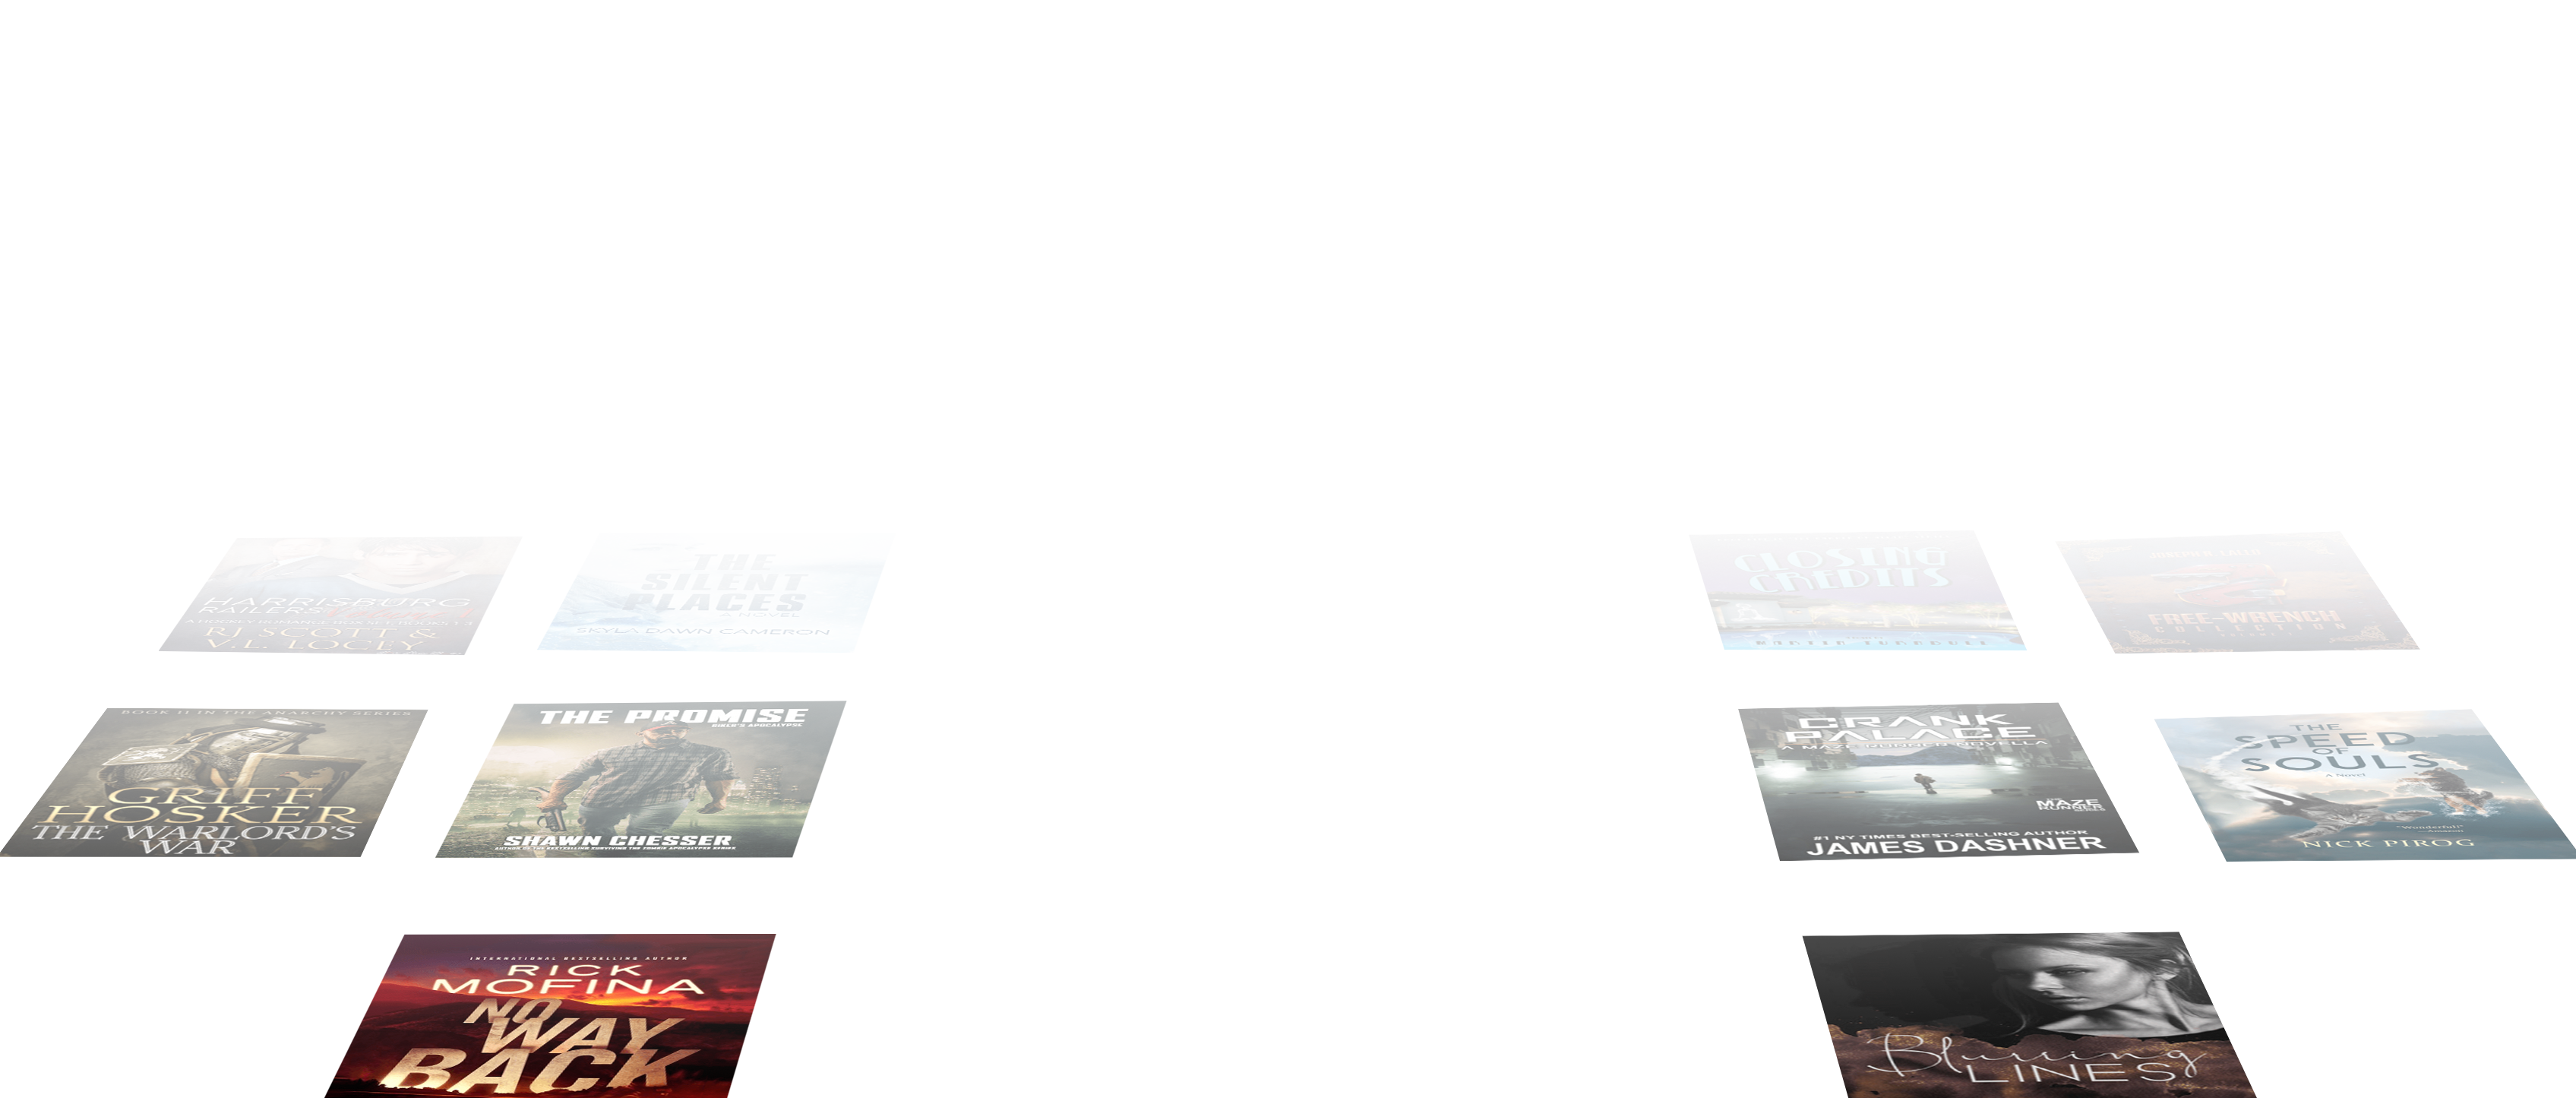 HARRISBURG
RAILERS
A HOCKEY ROMANCE BOX SET BOOKS 1-3
RJ SCOTT &
V.L. LOCEY
THE
SILENT
PLACES
A NOVEL
SKYLA DAWN CAMERON
CLOSING
CREDITS
FREE-WRENCH
COLLECTION
BOOK 11 IN THE ANARCHY SERIES
GRIFF
HOSKER
THE WARLORD'S
WAR
THE PROMISE
GIRLS'S APOCALYPSE
SHAWN CHESSER
AUTHOR OF THE BESTSELLING SURVIVING THE ZOMBIE APOCALYPSE SERIES
CRANK
PALACE
A MAZE RUNNER NOVELLA
MAZE
RUNNER
#1 NY TIMES BEST-SELLING AUTHOR
JAMES DASHNER
THE
SPEED
OF
SOULS
A Novel
"Wonderful!"
—Amazon
NICK PIROG
INTERNATIONAL BESTSELLING AUTHOR
RICK
MOFINA
NO
WAY
BACK
Blurring
LINES